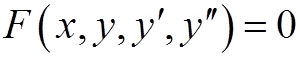 F(x, y, y′, y″) = 0